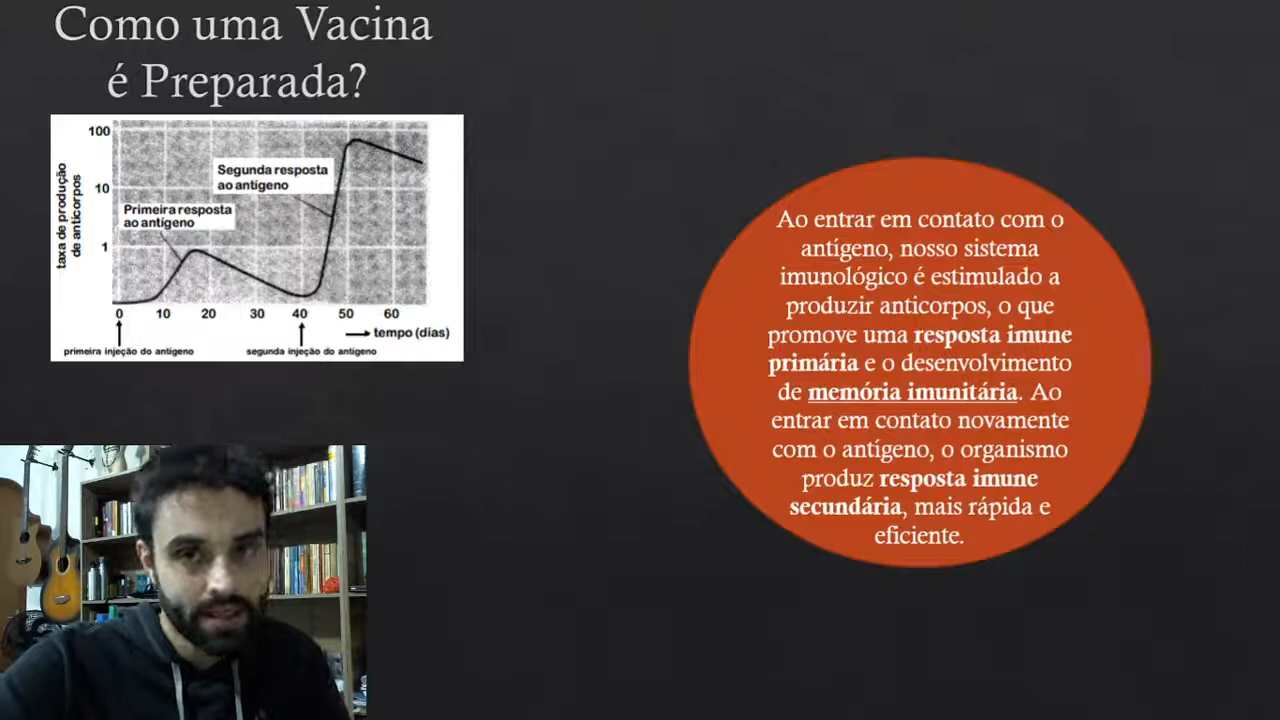 Como uma Vacina
é Preparada?
100
10
1
taxa de produção
de anticorpos
Segunda resposta
ao antígeno
Primeira resposta
ao antígeno
0 10 20 30 40 50 60
tempo (días)
primeira injeção do antígeno
segunda injeção do antígeno
Ao entrar em contato com o
antígeno, nosso sistema
imunológico é estimulado a
produzir anticorpos, o que
promove uma resposta imune
primária e o desenvolvimento
de memória imunitária. Ao
entrar em contato novamente
com o antígeno, o organismo
produz resposta imune
secundária, mais rápida e
eficiente.